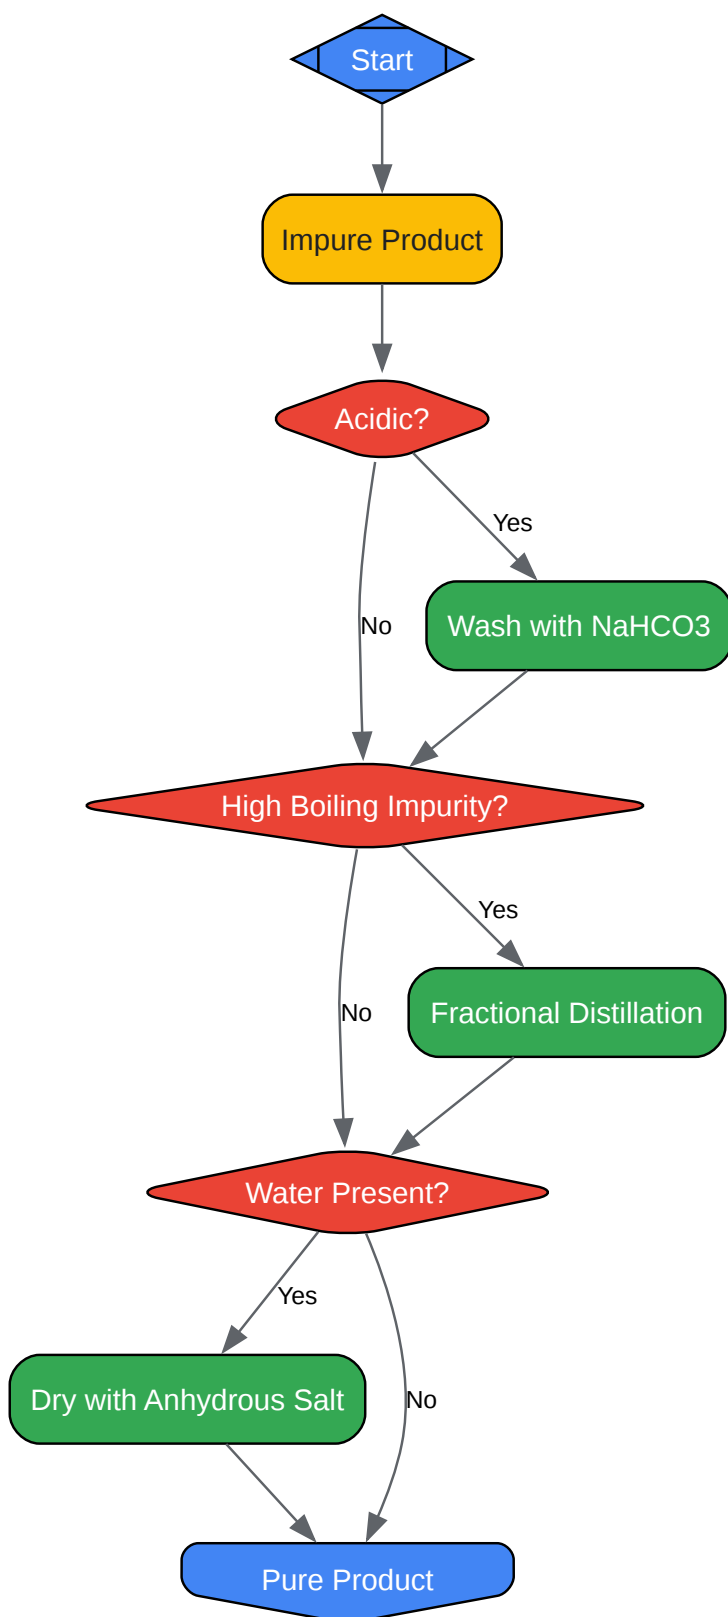 Start
Impure Product
Acidic?
Yes
No
Wash with NaHCO3
High Boiling Impurity?
Yes
No
Fractional Distillation
Water Present?
Yes
No
Dry with Anhydrous Salt
Pure Product